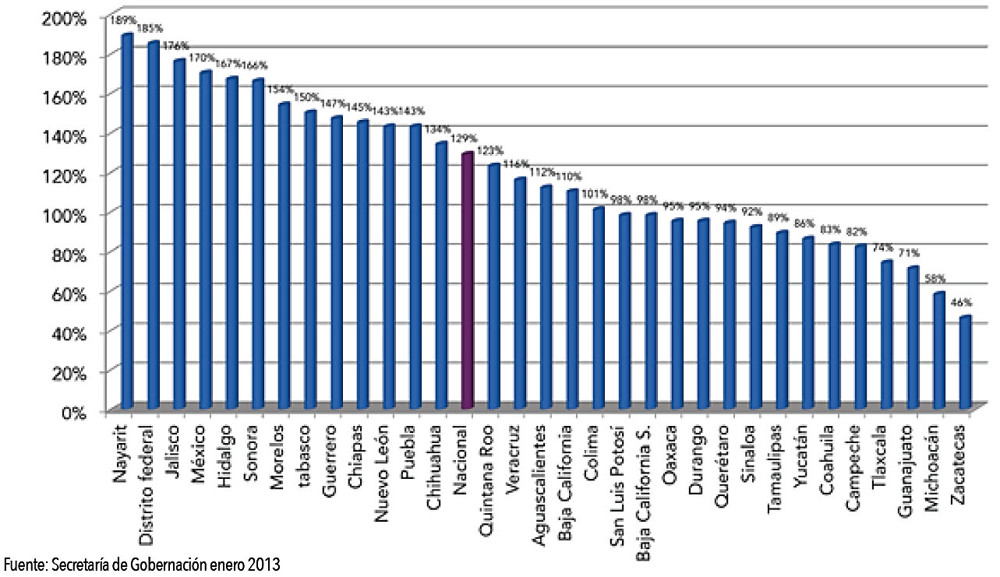 200%
180%
160%
140%
120%
100%
80%
60%
40%
20%
0%
189%
185%
176%
170%
167%
166%
154%
150%
147%
145%
143%
143%
134%
129%
123%
116%
112%
110%
101%
98%
98%
95%
95%
94%
92%
89%
86%
83%
82%
74%
71%
58%
46%
Nayarit
Distrito federal
Jalisco
México
Hidalgo
Sonora
Morelos
tabasco
Guerrero
Chiapas
Nuevo León
Puebla
Chihuahua
Nacional
Quintana Roo
Veracruz
Aguascalientes
Baja California
Colima
San Luis Potosí
Baja California S.
Oaxaca
Durango
Querétaro
Sinaloa
Tamaulipas
Yucatán
Coahuila
Campeche
Tlaxcala
Guanajuato
Michoacán
Zacatecas
Fuente: Secretaría de Gobernación enero 2013